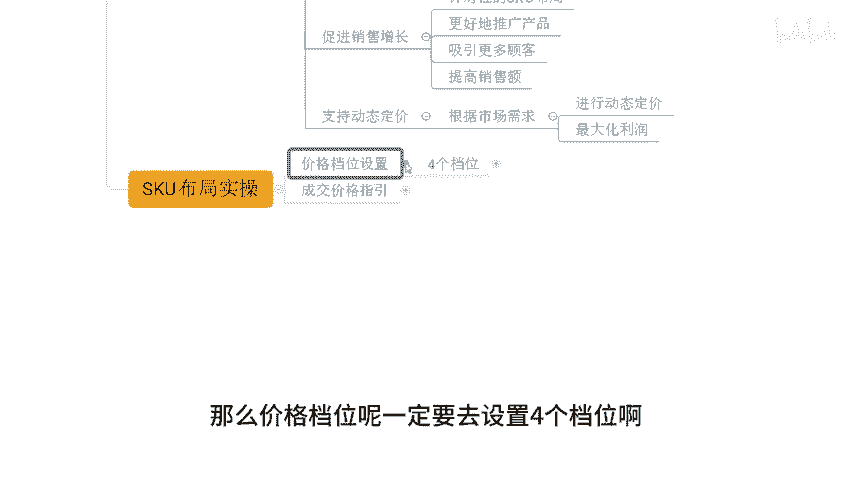 促进销售增长
更好地推广产品
吸引更多顾客
提高销售额
支持动态定价
根据市场需求
进行动态定价
最大化利润
SKU布局实操
价格档位设置
4个档位
成交价格指引
那么价格档位呢一定要去设置4个档位啊